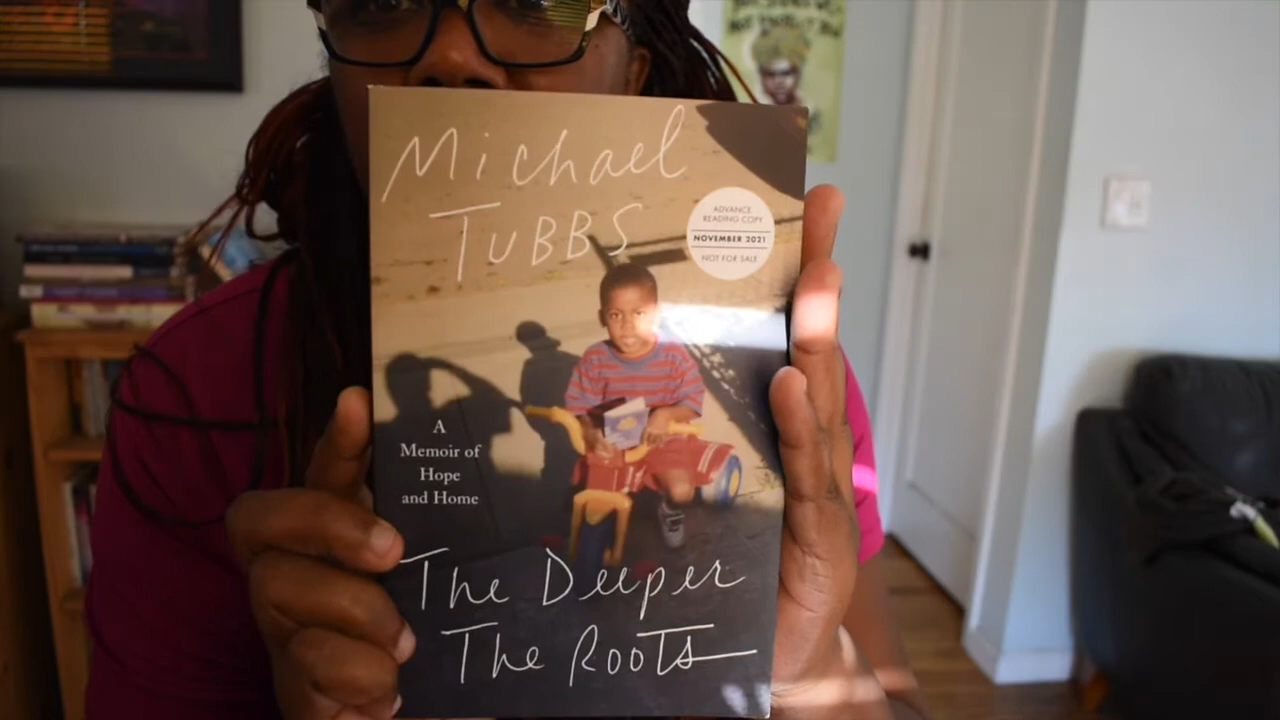 Michael
TUBBS
ADVANCE
READING COPY
NOVEMBER 2021
NOT FOR SALE
A
Memoir of
Hope
and Home
The Deeper
The Roots